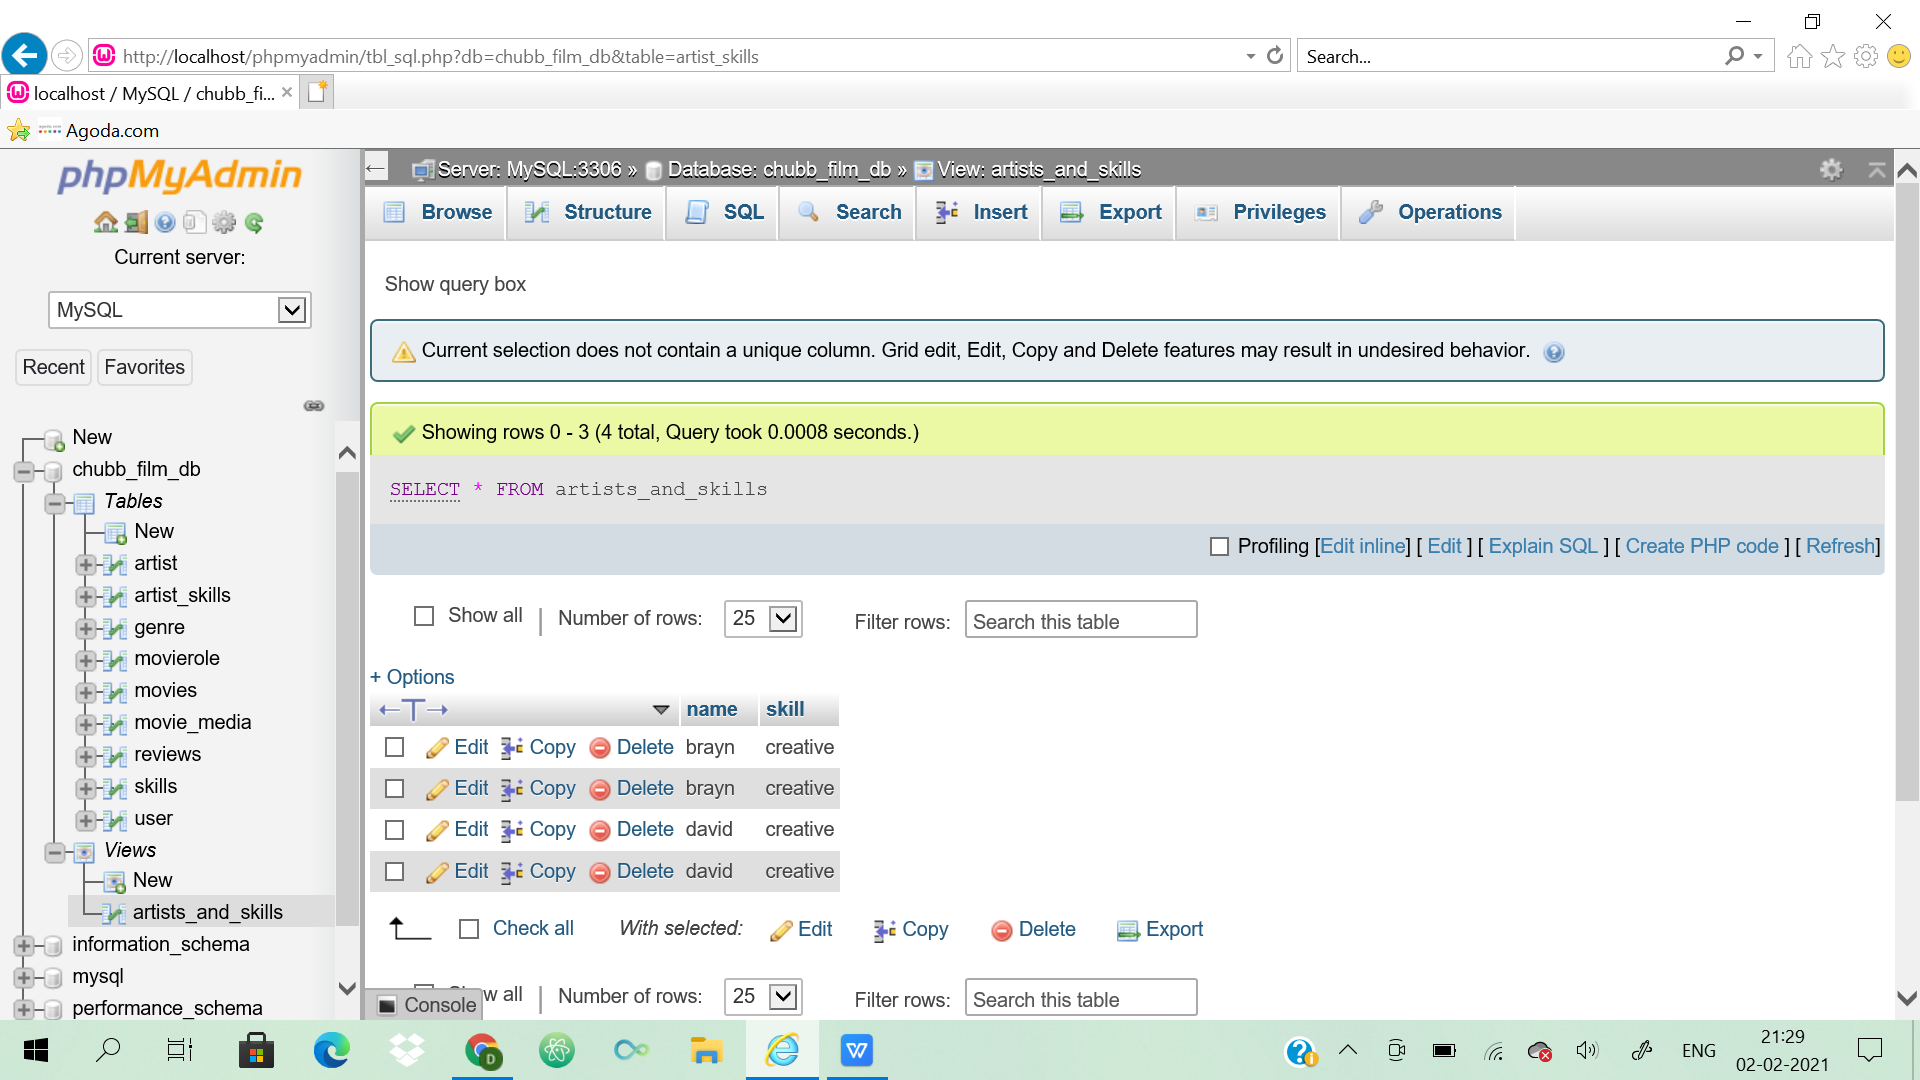 http://localhost/phpmyadmin/tbl_sql.php?db=chubb_film_db&table=artist_skills
Search...
localhost / MySQL / chubb_fi...
Agoda.com
phpMyAdmin
Current server:
MySQL
Recent
Favorites
New
chubb_film_db
Tables
New
artist
artist_skills
genre
movierole
movies
movie_media
reviews
skills
user
Views
New
artists_and_skills
information_schema
mysql
performance_schema
Server: MySQL:3306 » Database: chubb_film_db » View: artists_and_skills
Browse Structure SQL Search Insert Export Privileges Operations
Show query box
Current selection does not contain a unique column. Grid edit, Edit, Copy and Delete features may result in undesired behavior.
Showing rows 0 - 3 (4 total, Query took 0.0008 seconds.)
SELECT * FROM artists_and_skills
Profiling [Edit inline] [ Edit ] [ Explain SQL ] [ Create PHP code ] [ Refresh]
Show all | Number of rows: 25 Filter rows: Search this table
+ Options
←T→ name skill
Edit Copy Delete brayn creative
Edit Copy Delete brayn creative
Edit Copy Delete david creative
Edit Copy Delete david creative
Check all With selected: Edit Copy Delete Export
w all | Number of rows: 25 Filter rows: Search this table
Console
ENG
21:29
02-02-2021